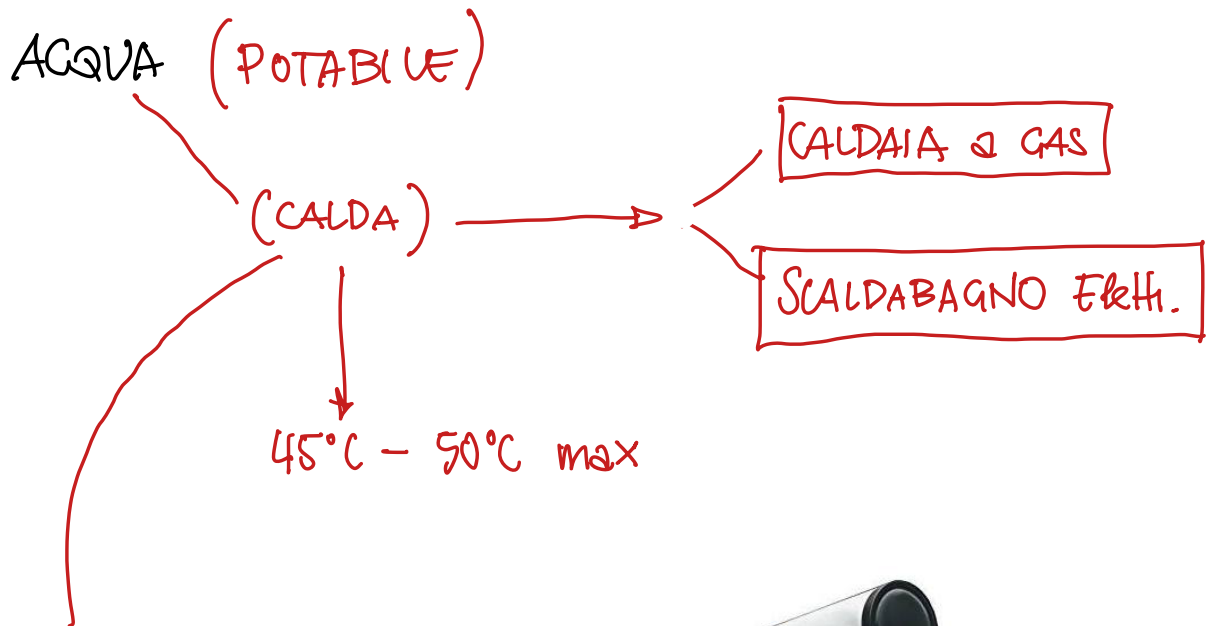 ACQUA (POTABILE)
CALDAIA a GAS
(CALDA)
SCALDABAGNO Elettr.
45°C - 50°C max